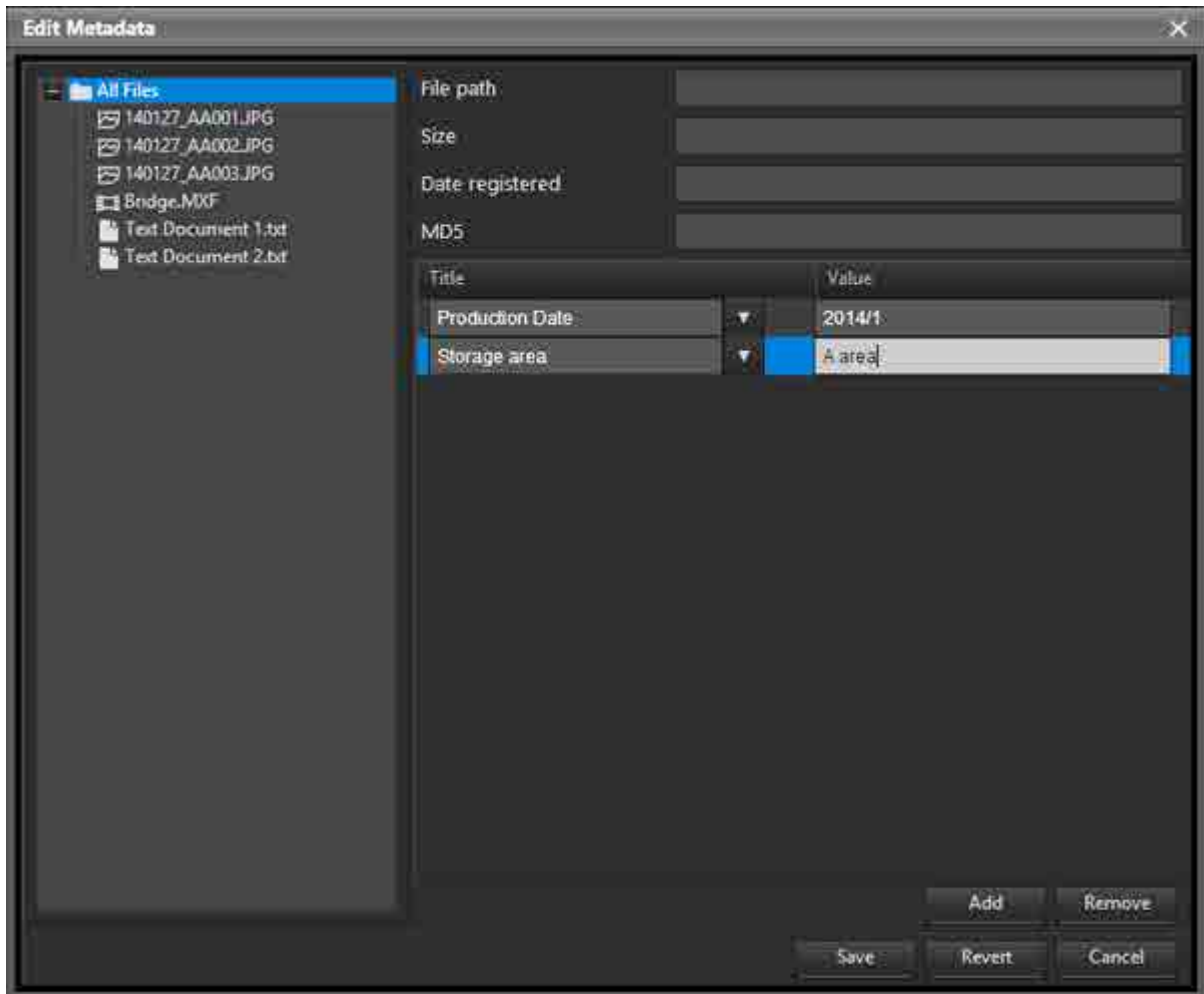 Edit Metadata
All Files
140127_AA001.JPG
140127_AA002.JPG
140127_AA003.JPG
Bridge.MXF
Text Document 1.txt
Text Document 2.txt
File path
Size
Date registered
MD5
Title Value
Production Date 2014/1
Storage area A area
Add Remove
Save Revert Cancel